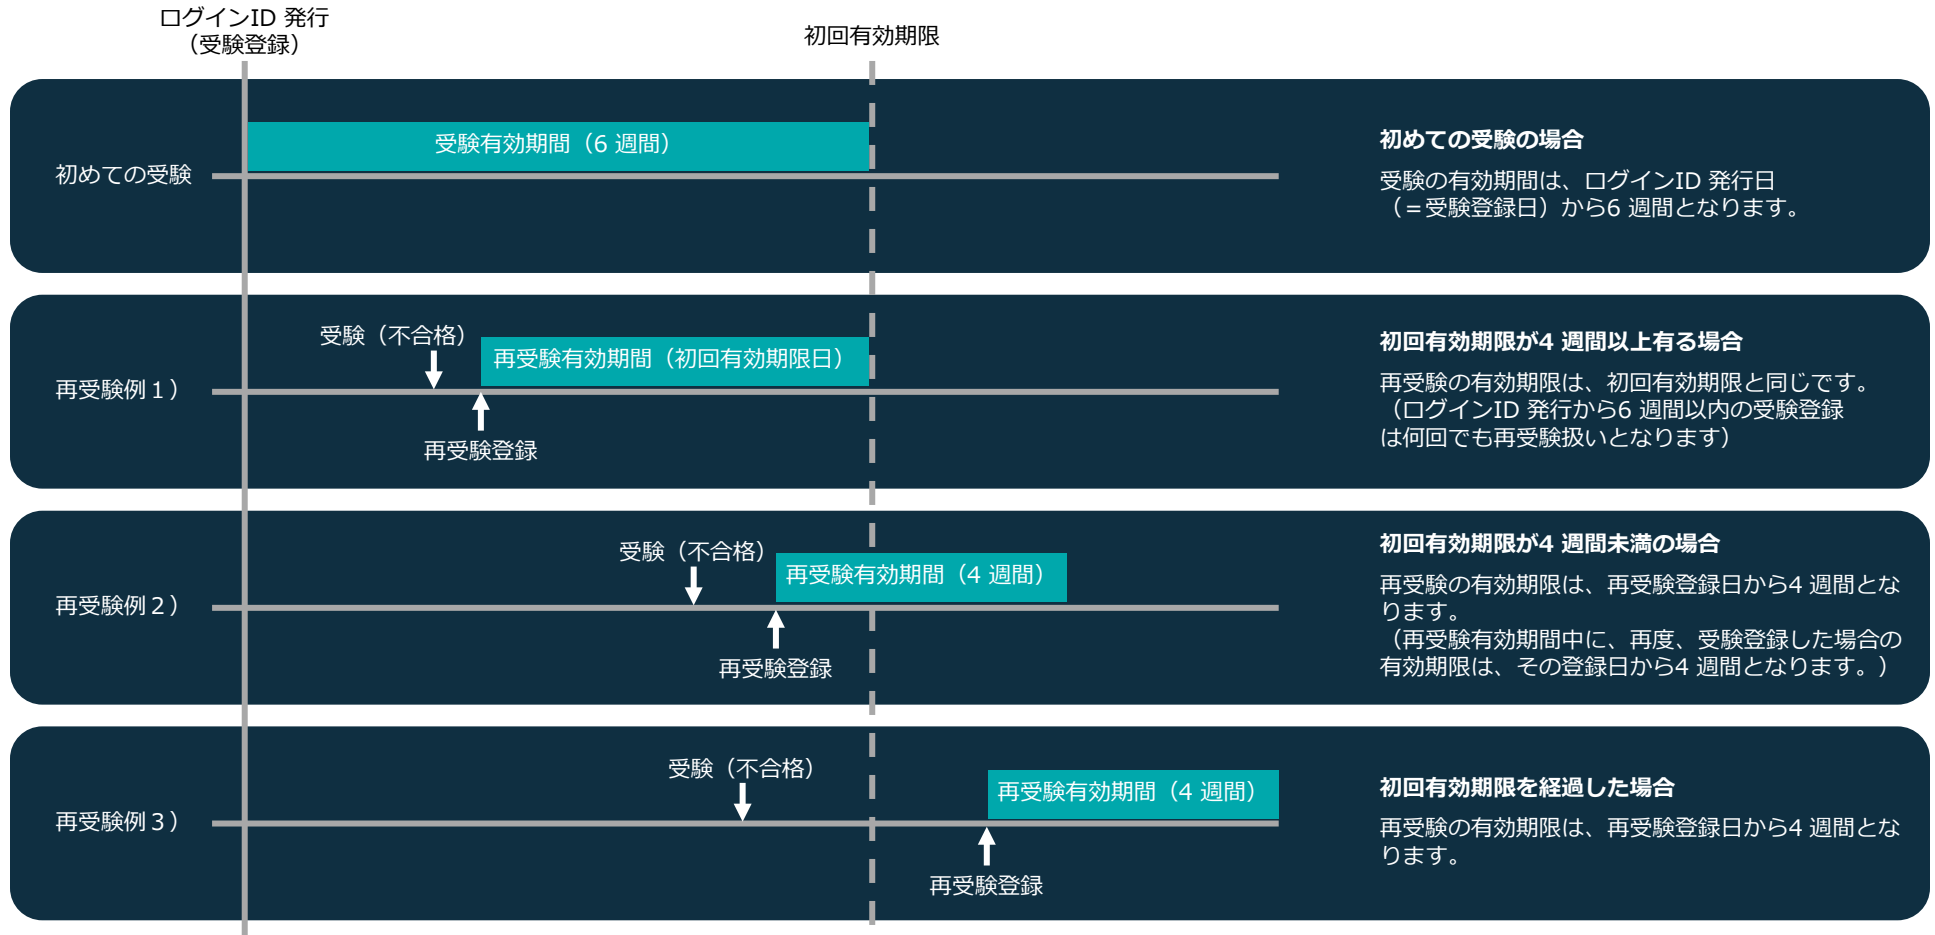 ログインID 発行
（受験登録）
初回有効期限
初めての受験
受験有効期間（6 週間）
初めての受験の場合
受験の有効期間は、ログインID 発行日
（＝受験登録日）から6 週間となります。
再受験例１）
受験（不合格）
再受験有効期間（初回有効期限日）
再受験登録
初回有効期限が4 週間以上有る場合
再受験の有効期限は、初回有効期限と同じです。
（ログインID 発行から6 週間以内の受験登録
は何回でも再受験扱いとなります）
再受験例２）
受験（不合格）
再受験有効期間（4 週間）
再受験登録
初回有効期限が4 週間未満の場合
再受験の有効期限は、再受験登録日から4 週間とな
ります。
（再受験有効期間中に、再度、受験登録した場合の
有効期限は、その登録日から4 週間となります。）
再受験例３）
受験（不合格）
再受験有効期間（4 週間）
再受験登録
初回有効期限を経過した場合
再受験の有効期限は、再受験登録日から4 週間とな
ります。